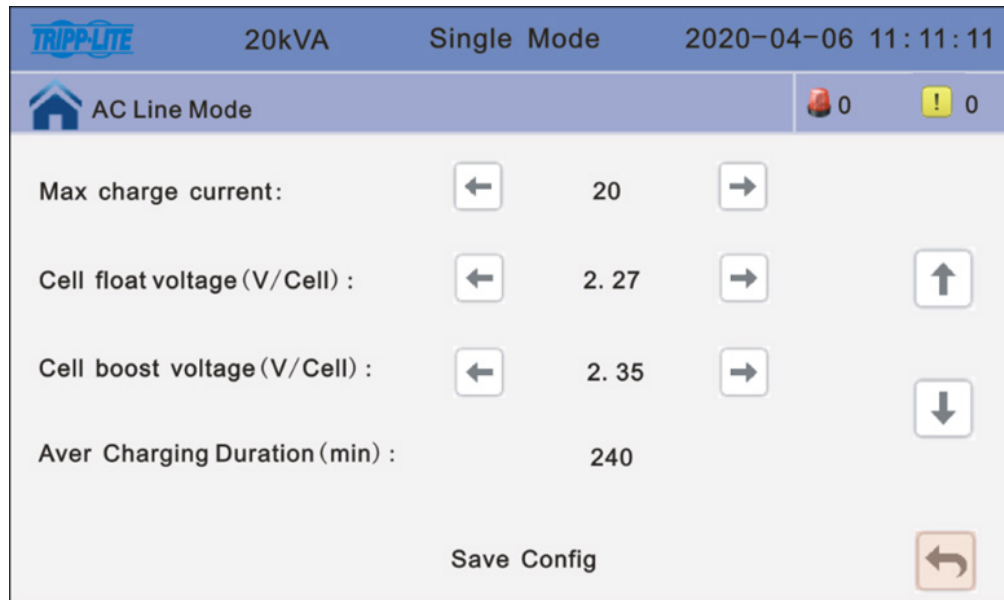 TRIPP·LITE 20kVA Single Mode 2020-04-06 11:11:11
AC Line Mode 0 ! 0
Max charge current: 20
Cell float voltage(V/Cell): 2.27
Cell boost voltage(V/Cell): 2.35
Aver Charging Duration(min): 240
Save Config